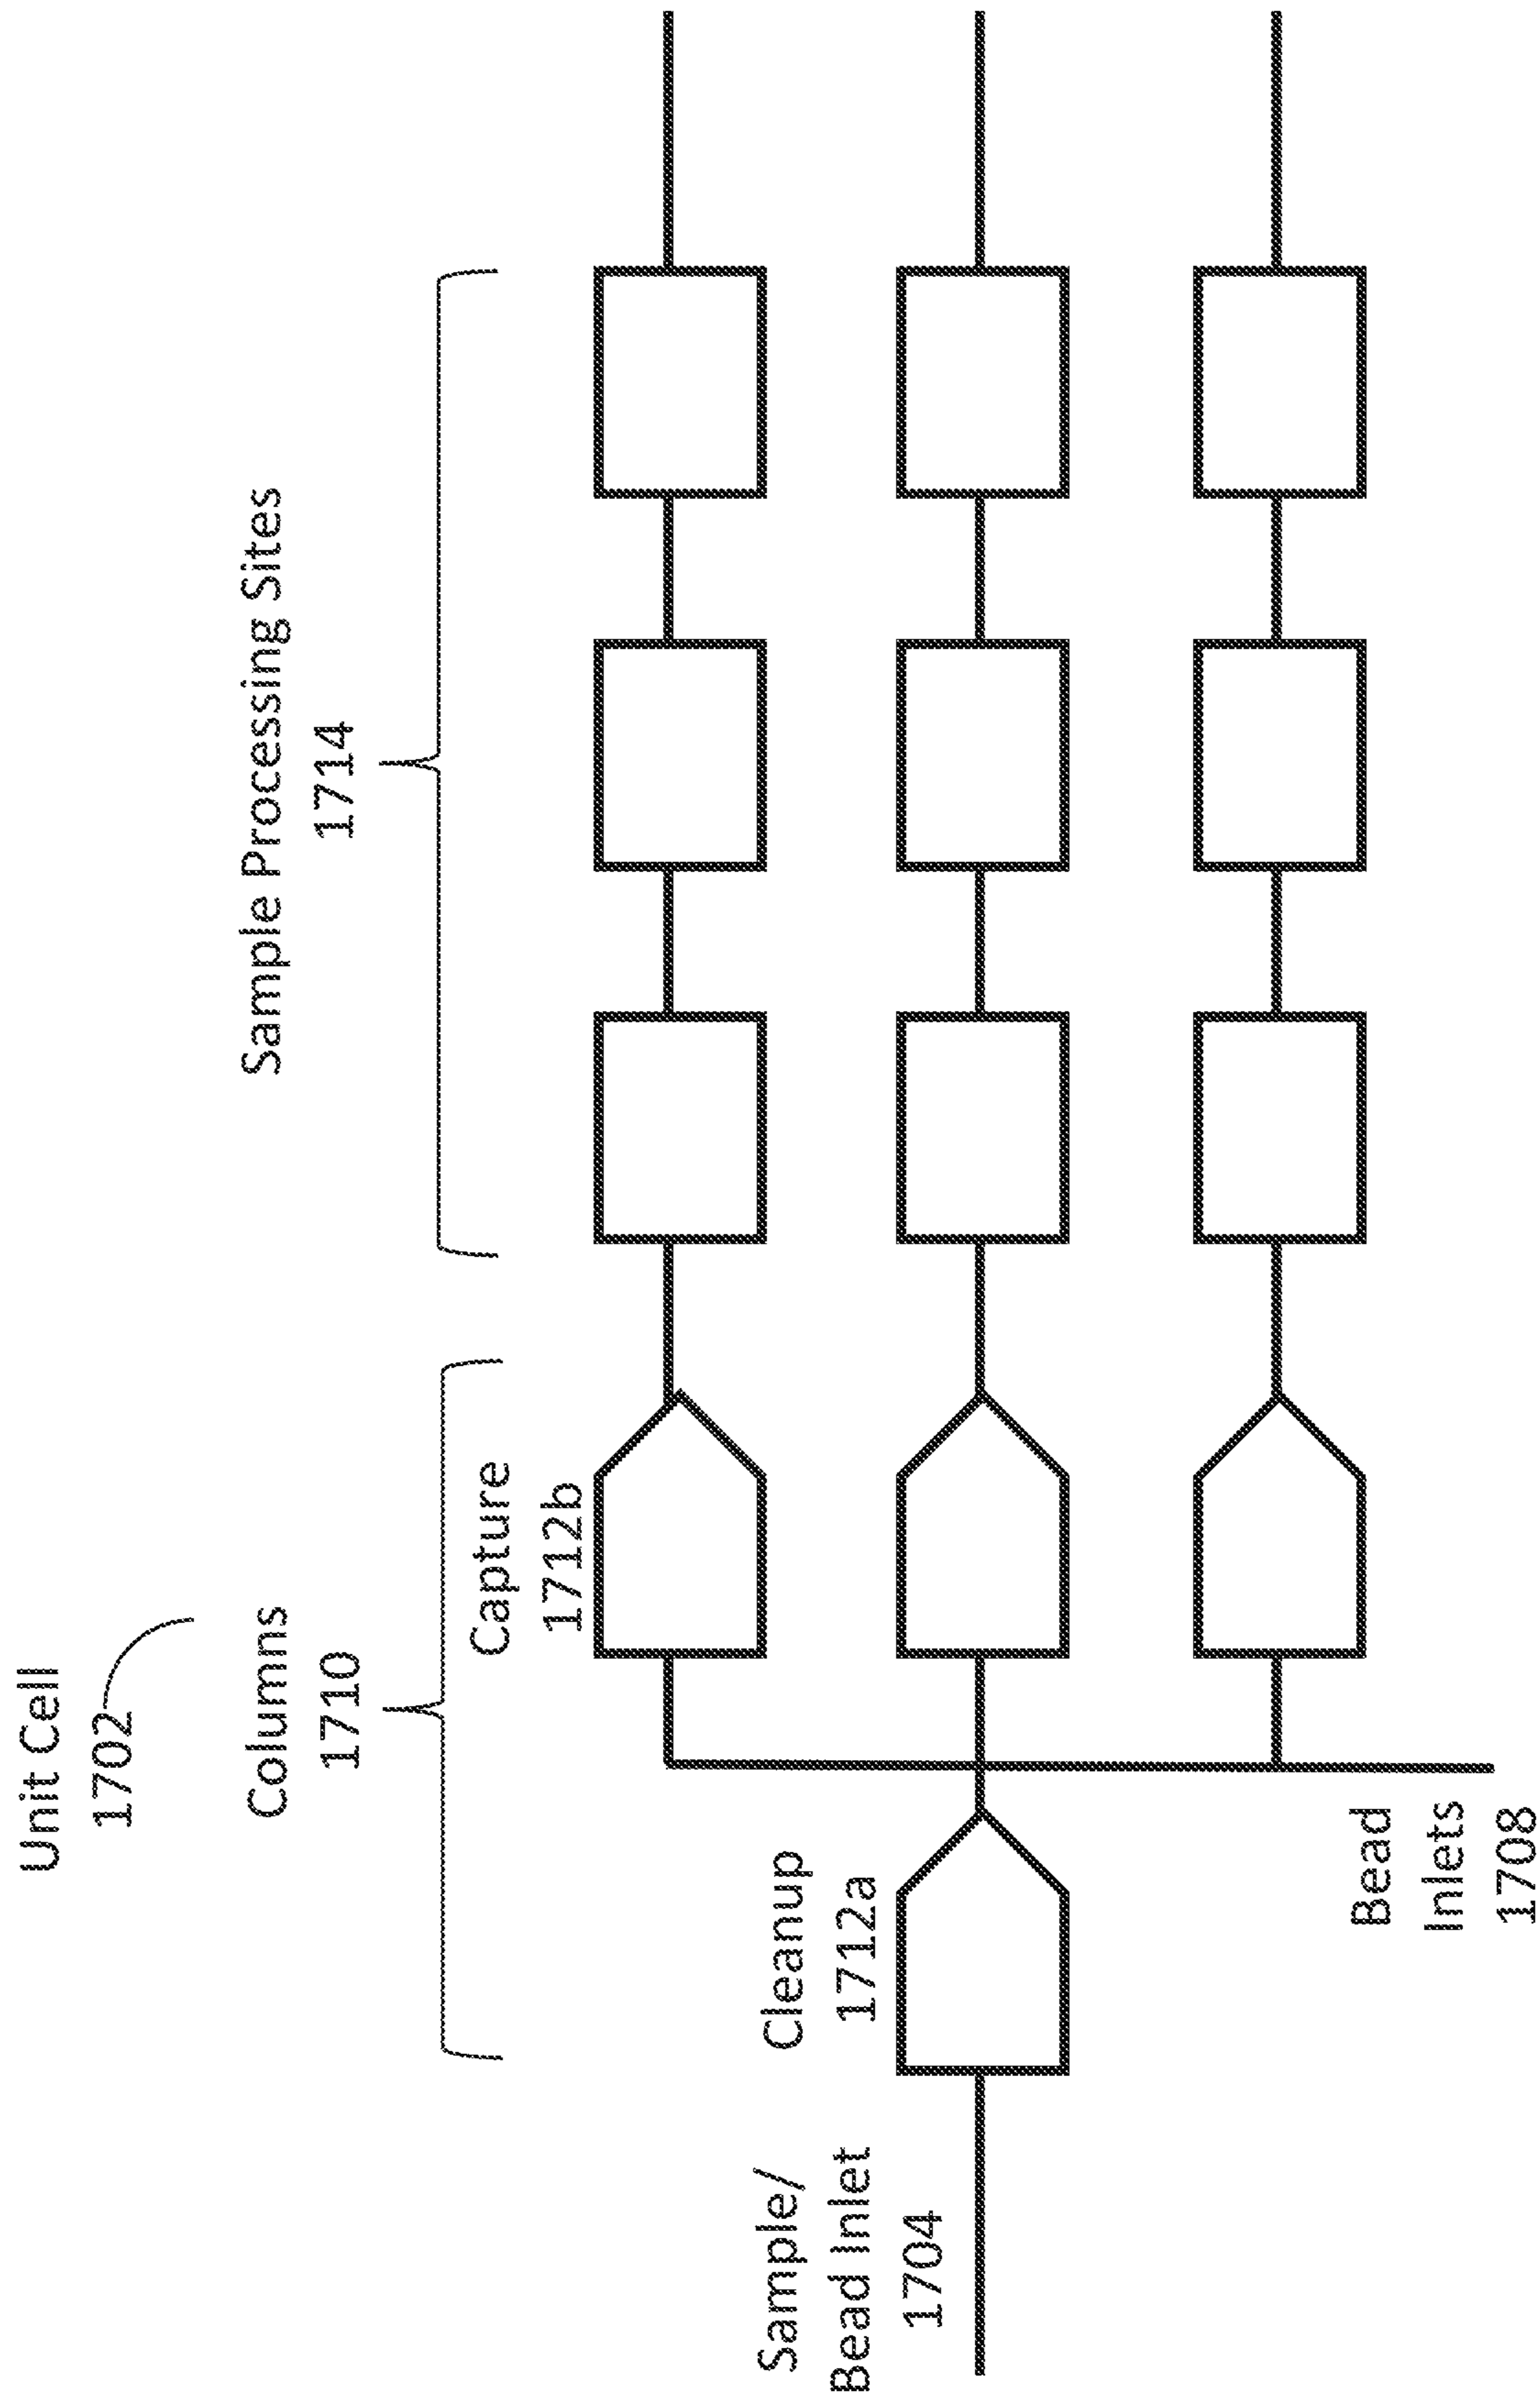 Unit Cell
1702
Columns
1710
Sample Processing Sites
1714
Capture
1712b
Cleanup
1712a
Sample/
Bead Inlet
1704
Bead
Inlets
1708